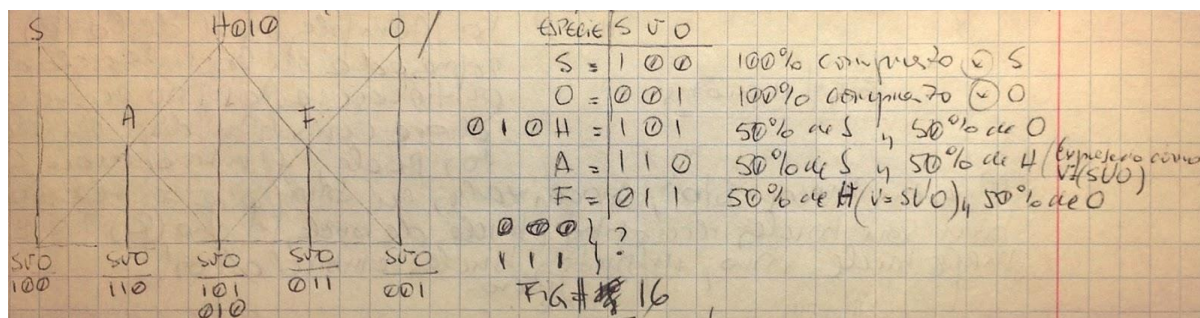 S H010 O
A F
SVO SVO SVO SVO SVO
100 110 101 011 001
010
ESPECIE S V O
S = 1 0 0 100% compuesto S
O = 0 0 1 100% compuesto O
0 1 0 H = 1 0 1 50% de S y 50% de O
A = 1 1 0 50% de S y 50% de H (Expresado como V=(SVO)
F = 0 1 1 50% de H (V=SVO) y 50% de O
0 0 0 } ?
1 1 1 }
FIG# 16